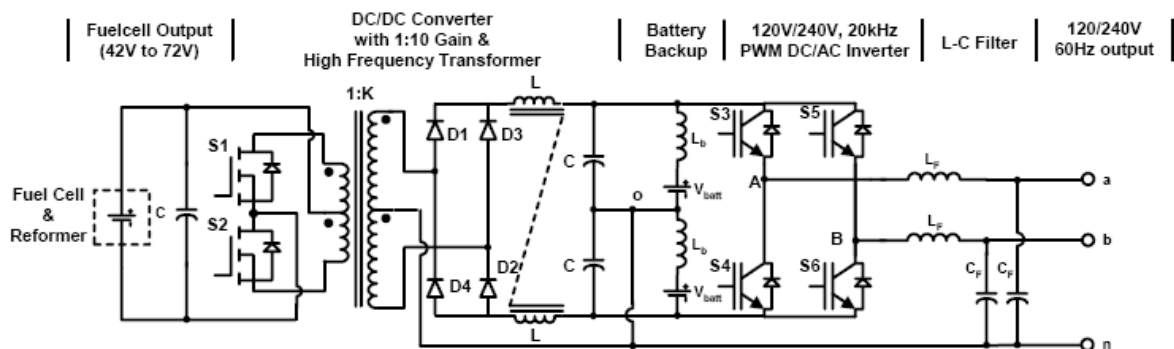 Fuelcell Output
(42V to 72V)
DC/DC Converter
with 1:10 Gain &
High Frequency Transformer
Battery
Backup
120V/240V, 20kHz
PWM DC/AC Inverter
L-C Filter
120/240V
60Hz output
L
1:K
S1
D1
D3
C
L_b
S3
S5
A
V_batt
o
L_F
a
Fuel Cell
&
Reformer
C
S2
B
L_F
b
D4
D2
C
L_b
V_batt
S4
S6
C_F
C_F
L
n